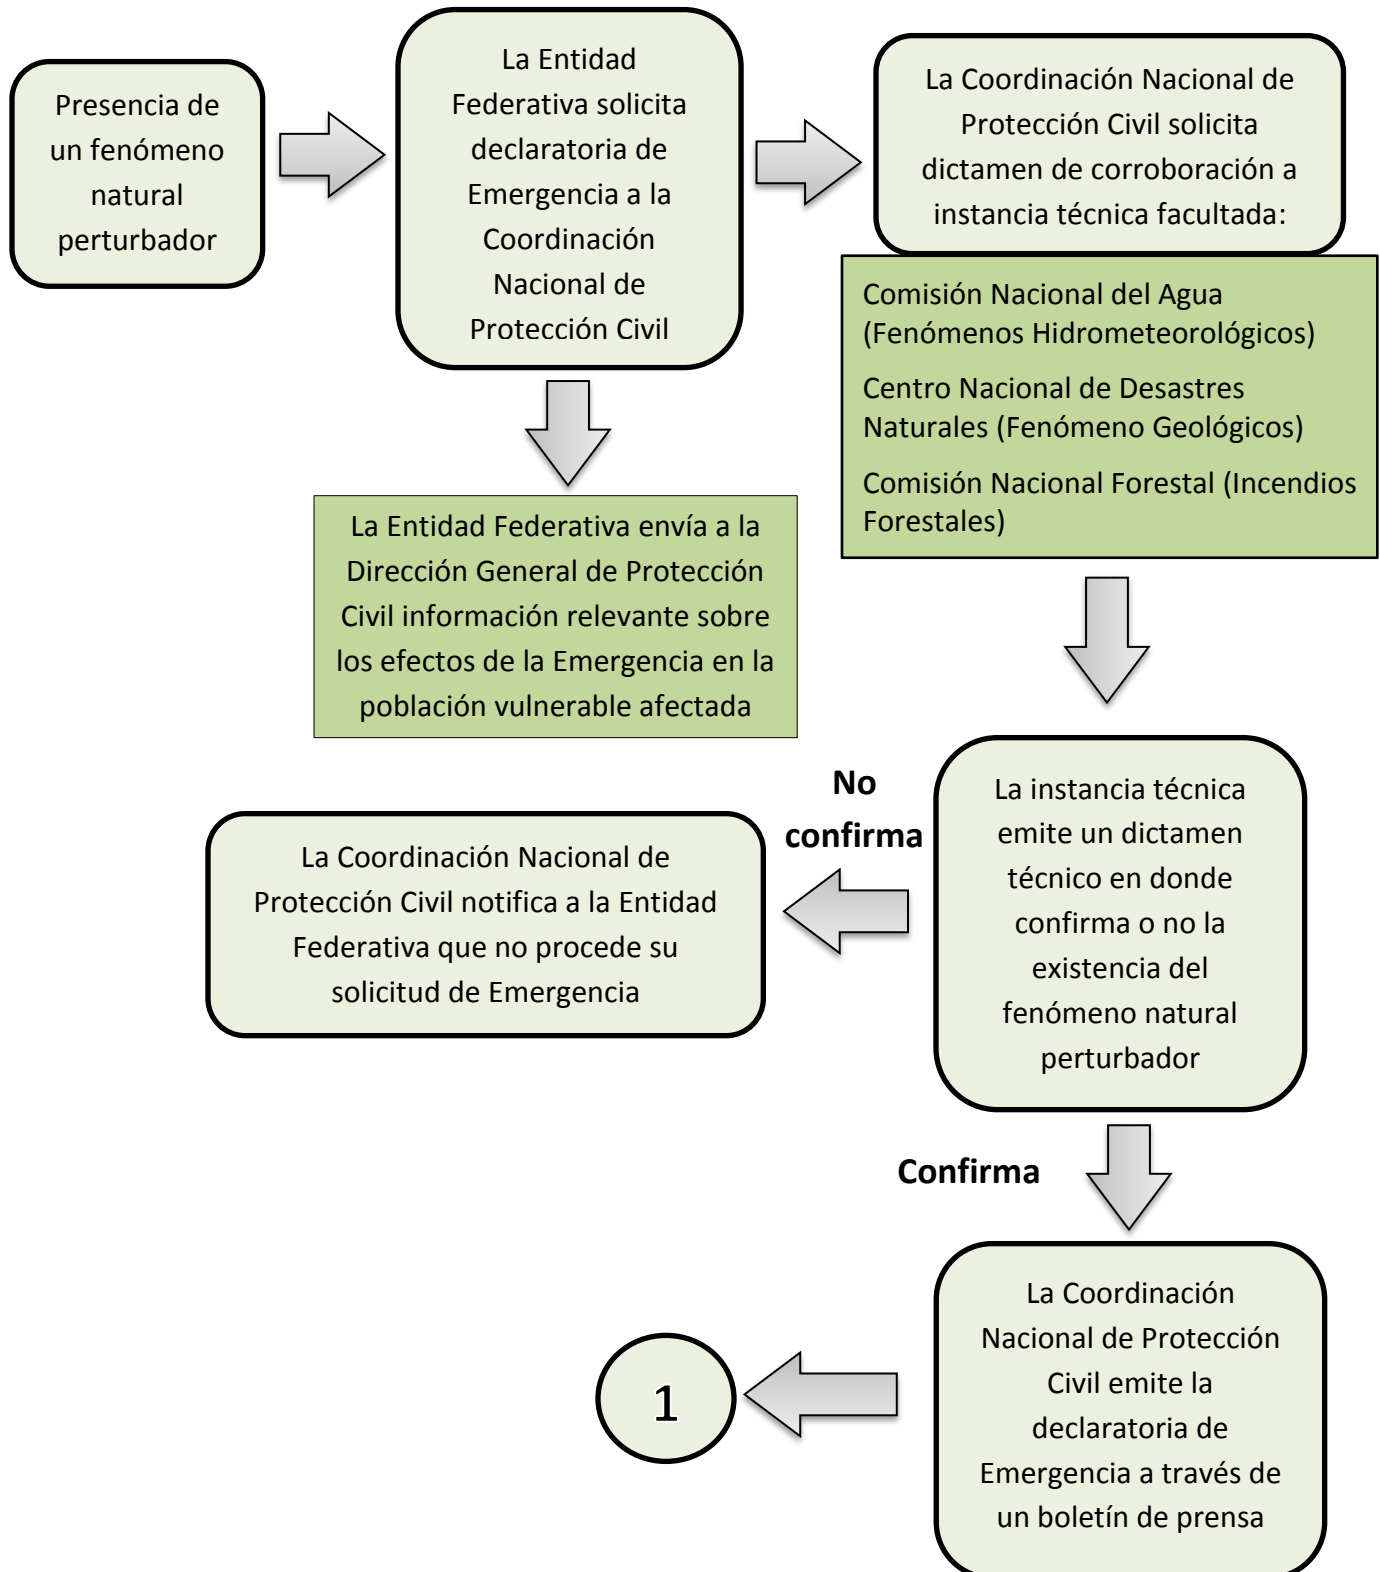 Presencia de
un fenómeno
natural
perturbador
La Entidad
Federativa solicita
declaratoria de
Emergencia a la
Coordinación
Nacional de
Protección Civil
La Coordinación Nacional de
Protección Civil solicita
dictamen de corroboración a
instancia técnica facultada:
Comisión Nacional del Agua
(Fenómenos Hidrometeorológicos)
Centro Nacional de Desastres
Naturales (Fenómeno Geológicos)
Comisión Nacional Forestal (Incendios
Forestales)
La Entidad Federativa envía a la
Dirección General de Protección
Civil información relevante sobre
los efectos de la Emergencia en la
población vulnerable afectada
La instancia técnica
emite un dictamen
técnico en donde
confirma o no la
existencia del
fenómeno natural
perturbador
No
confirma
La Coordinación Nacional de
Protección Civil notifica a la Entidad
Federativa que no procede su
solicitud de Emergencia
Confirma
La Coordinación
Nacional de Protección
Civil emite la
declaratoria de
Emergencia a través de
un boletín de prensa
1